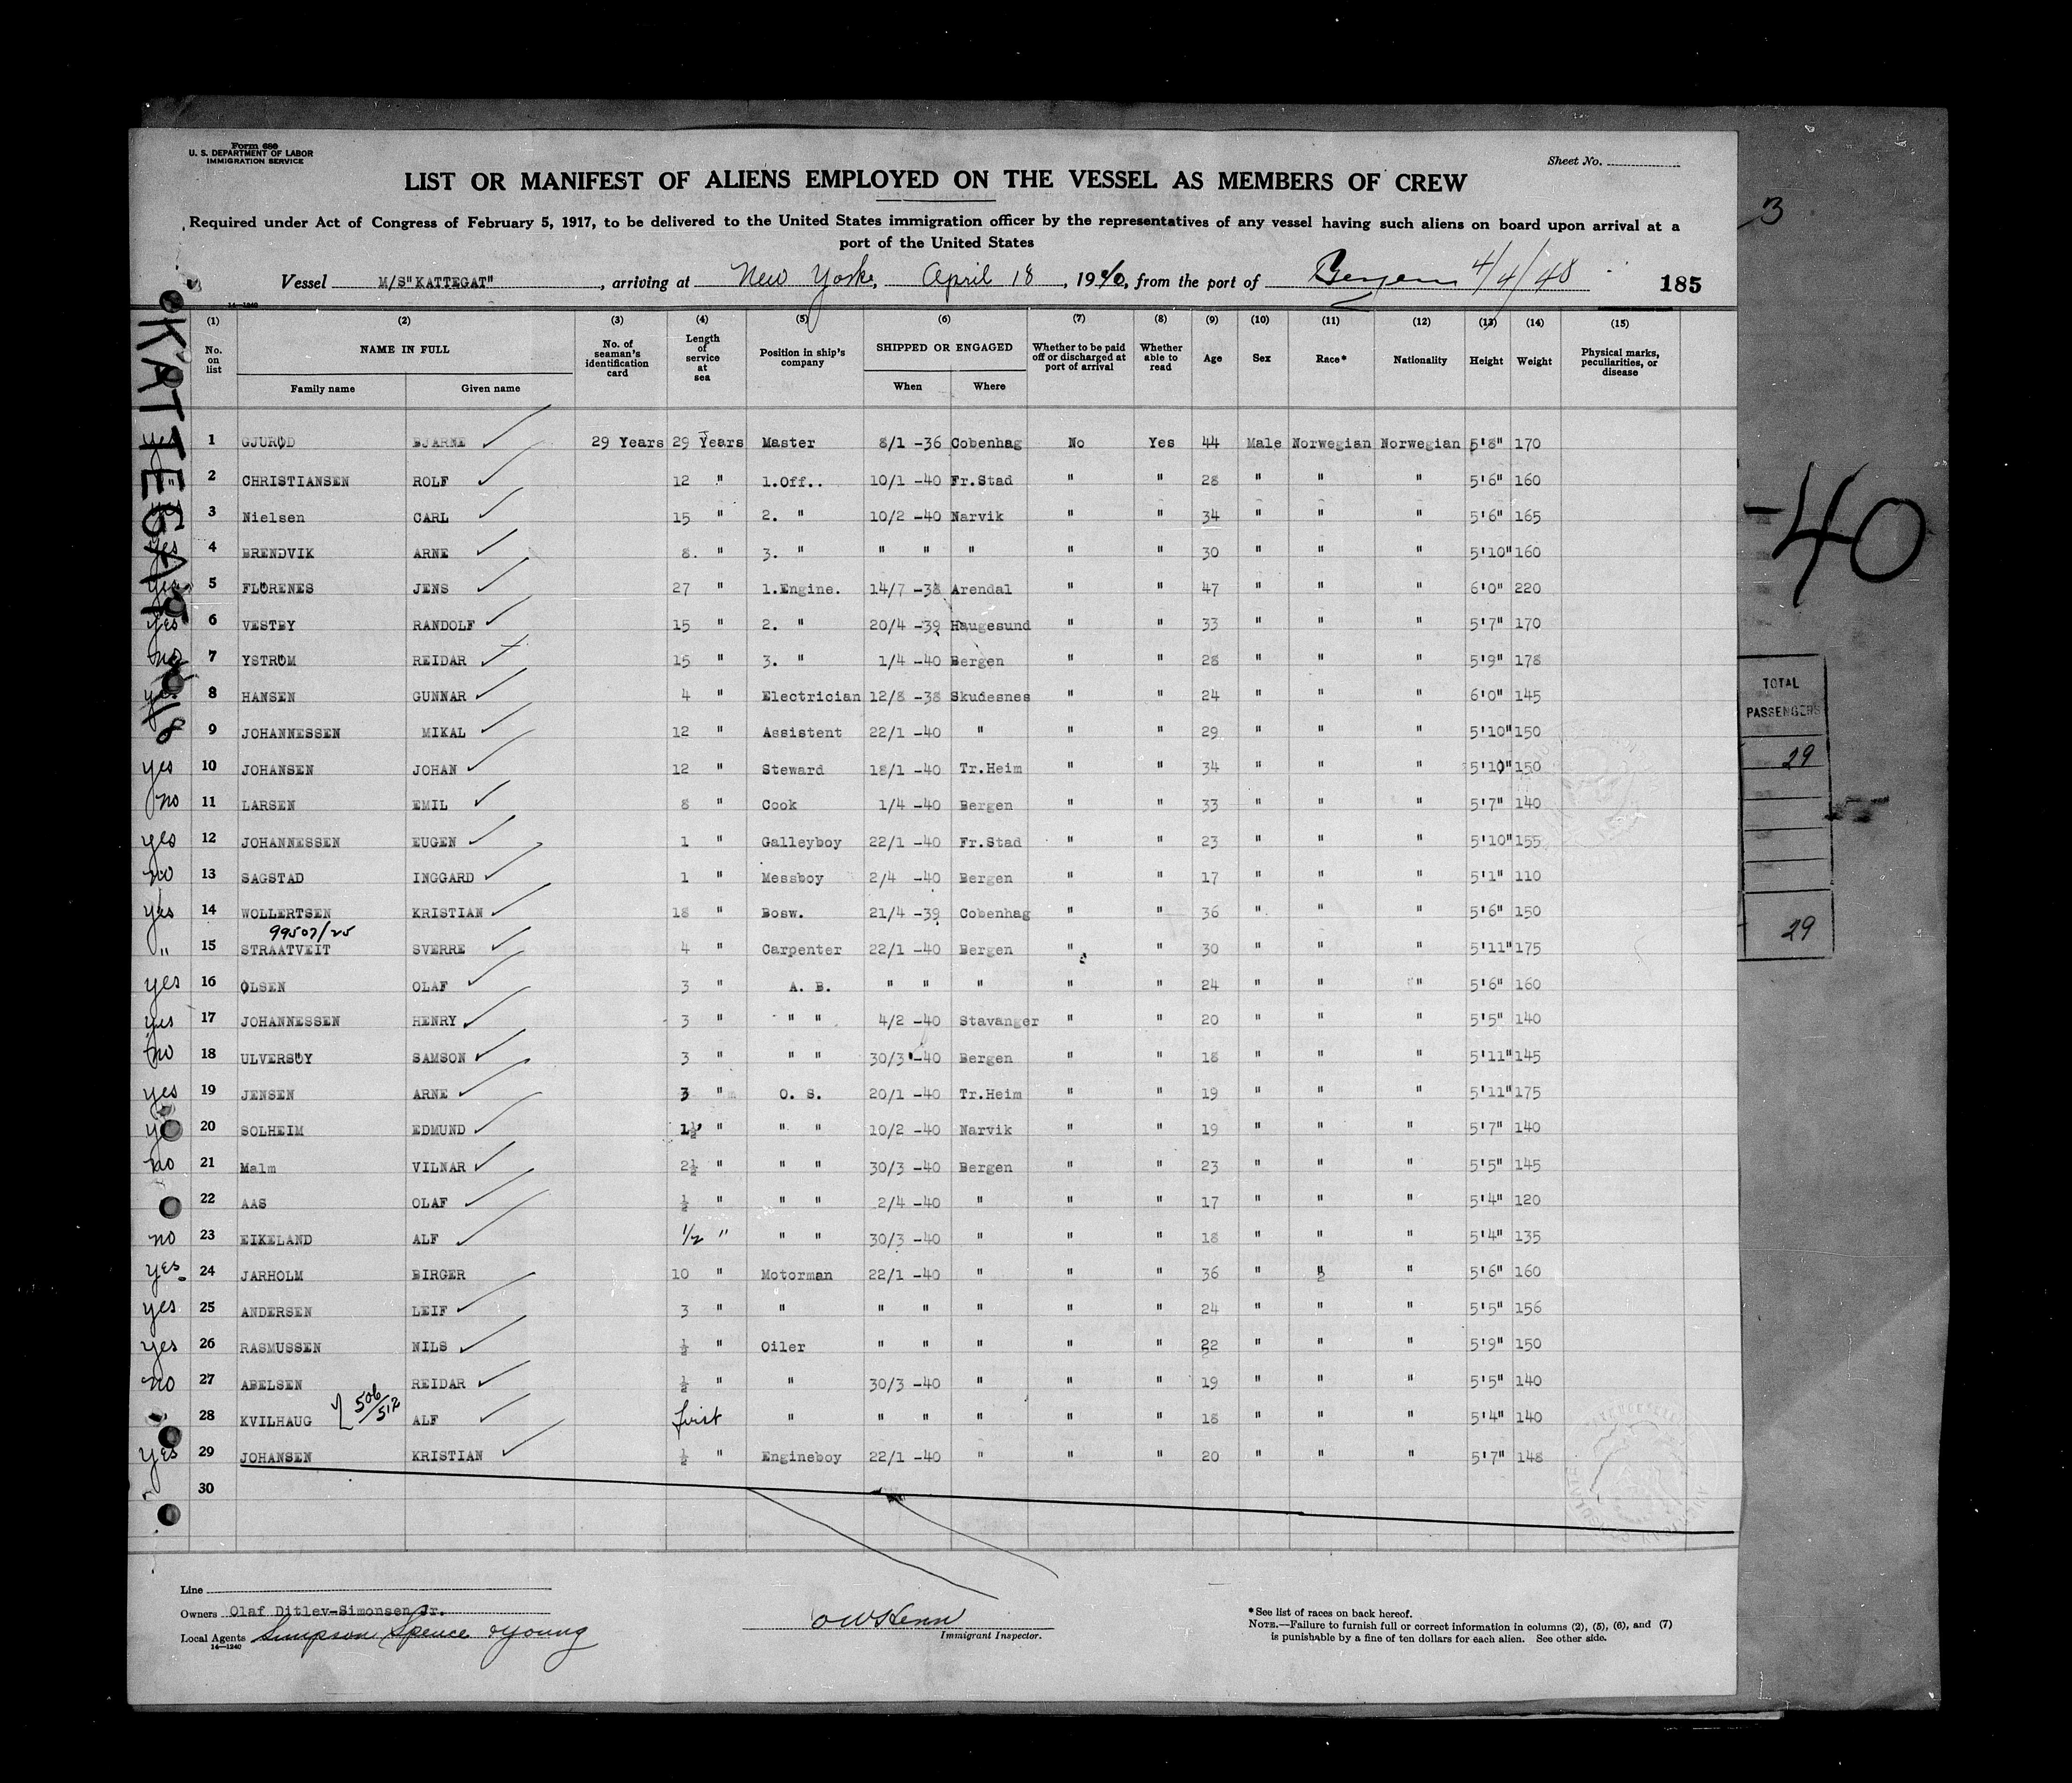 Form 680
U. S. DEPARTMENT OF LABOR
IMMIGRATION SERVICE
Sheet No.
LIST OR MANIFEST OF ALIENS EMPLOYED ON THE VESSEL AS MEMBERS OF CREW
Required under Act of Congress of February 5, 1917, to be delivered to the United States immigration officer by the representatives of any vessel having such aliens on board upon arrival at a
port of the United States
3
Vessel M/S"KATTEGAT", arriving at New York, April 18, 1940, from the port of Bergen 4/4/40 185
14—1240
KATTEGAT 4/18
(1) (2) (3) (4) (5) (6) (7) (8) (9) (10) (11) (12) (13) (14) (15)
No. on list NAME IN FULL Family name Given name No. of seaman's identification card Length of service at sea Position in ship's company SHIPPED OR ENGAGED When Where Whether to be paid off or discharged at port of arrival Whether able to read Age Sex Race* Nationality Height Weight Physical marks, peculiarities, or disease
yes 1 GJURÖD BJARNE 29 Years 29 Years Master 8/1 -36 Cobenhag No Yes 44 Male Norwegian Norwegian 5'8" 170
" 2 CHRISTIANSEN ROLF 12 " 1.Off.. 10/1 -40 Fr.Stad " " 28 " " " 5'6" 160
yes 3 Nielsen CARL 15 " 2. " 10/2 -40 Narvik " " 34 " " " 5'6" 165
yes 4 BRENDVIK ARNE 8. " 3. " " " " " " 30 " " " 5'10" 160
yes 5 FLÖRENES JENS 27 " 1.Engine. 14/7 -38 Arendal " " 47 " " " 6'0" 220
yes 6 VESTBY RANDOLF 15 " 2. " 20/4 -39 Haugesund " " 33 " " " 5'7" 170
no 7 YSTRÖM REIDAR 15 " 3. " 1/4 -40 Bergen " " 28 " " " 5'9" 178
yes 8 HANSEN GUNNAR 4 " Electrician 12/8 -38 Skudesnes " " 24 " " " 6'0" 145
9 JOHANNESSEN MIKAL 12 " Assistent 22/1 -40 " " " 29 " " " 5'10" 150
yes 10 JOHANSEN JOHAN 12 " Steward 18/1 -40 Tr.Heim " " 34 " " " 5'10" 150
no 11 LARSEN EMIL 8 " Cook 1/4 -40 Bergen " " 33 " " " 5'7" 140
yes 12 JOHANNESSEN EUGEN 1 " Galleyboy 22/1 -40 Fr.Stad " " 23 " " " 5'10" 155
no 13 SAGSTAD INGGARD 1 " Messboy 2/4 -40 Bergen " " 17 " " " 5'1" 110
yes 14 WOLLERTSEN KRISTIAN 18 " Bosw. 21/4 -39 Cobenhag " " 36 " " " 5'6" 150
99507/25
" 15 STRAATVEIT SVERRE 4 " Carpenter 22/1 -40 Bergen " " 30 " " " 5'11" 175
yes 16 OLSEN OLAF 3 " A. B. " " " " " 24 " " " 5'6" 160
yes 17 JOHANNESSEN HENRY 3 " " " 4/2 -40 Stavanger " " 20 " " " 5'5" 140
no 18 ULVERSÖY SAMSON 3 " " " 30/3 -40 Bergen " " 18 " " " 5'11" 145
yes 19 JENSEN ARNE 3 " O. S. 20/1 -40 Tr.Heim " " 19 " " " 5'11" 175
yes 20 SOLHEIM EDMUND 1½ " " " 10/2 -40 Narvik " " 19 " " " 5'7" 140
no 21 Malm VILNAR 2½ " " " 30/3 -40 Bergen " " 23 " " " 5'5" 145
22 AAS OLAF ½ " " " 2/4 -40 " " " 17 " " " 5'4" 120
no 23 EIKELAND ALF 1/2 " " " 30/3 -40 " " " 18 " " " 5'4" 135
yes 24 JARHOLM BIRGER 10 " Motorman 22/1 -40 " " " 36 " " " 5'6" 160
yes 25 ANDERSEN LEIF 3 " " " " " " " 24 " " " 5'5" 156
yes 26 RASMUSSEN NILS ½ " Oiler " " " " " 22 " " " 5'9" 150
no 27 ABELSEN REIDAR ½ " " 30/3 -40 " " " 19 " " " 5'5" 140
28 KVILHAUG 506/512 ALF first " " " " " " 18 " " " 5'4" 140
yes 29 JOHANSEN KRISTIAN ½ " Engineboy 22/1 -40 " " " 20 " " " 5'7" 148
30
-40
TOTAL
PASSENGERS
29
29
Line
Owners Olaf Ditlev-Simonsen Jr.
Local Agents Simpson Spence & Young
14—1240
Immigrant Inspector.
*See list of races on back hereof.
NOTE.—Failure to furnish full or correct information in columns (2), (5), (6), and (7)
is punishable by a fine of ten dollars for each alien. See other side.